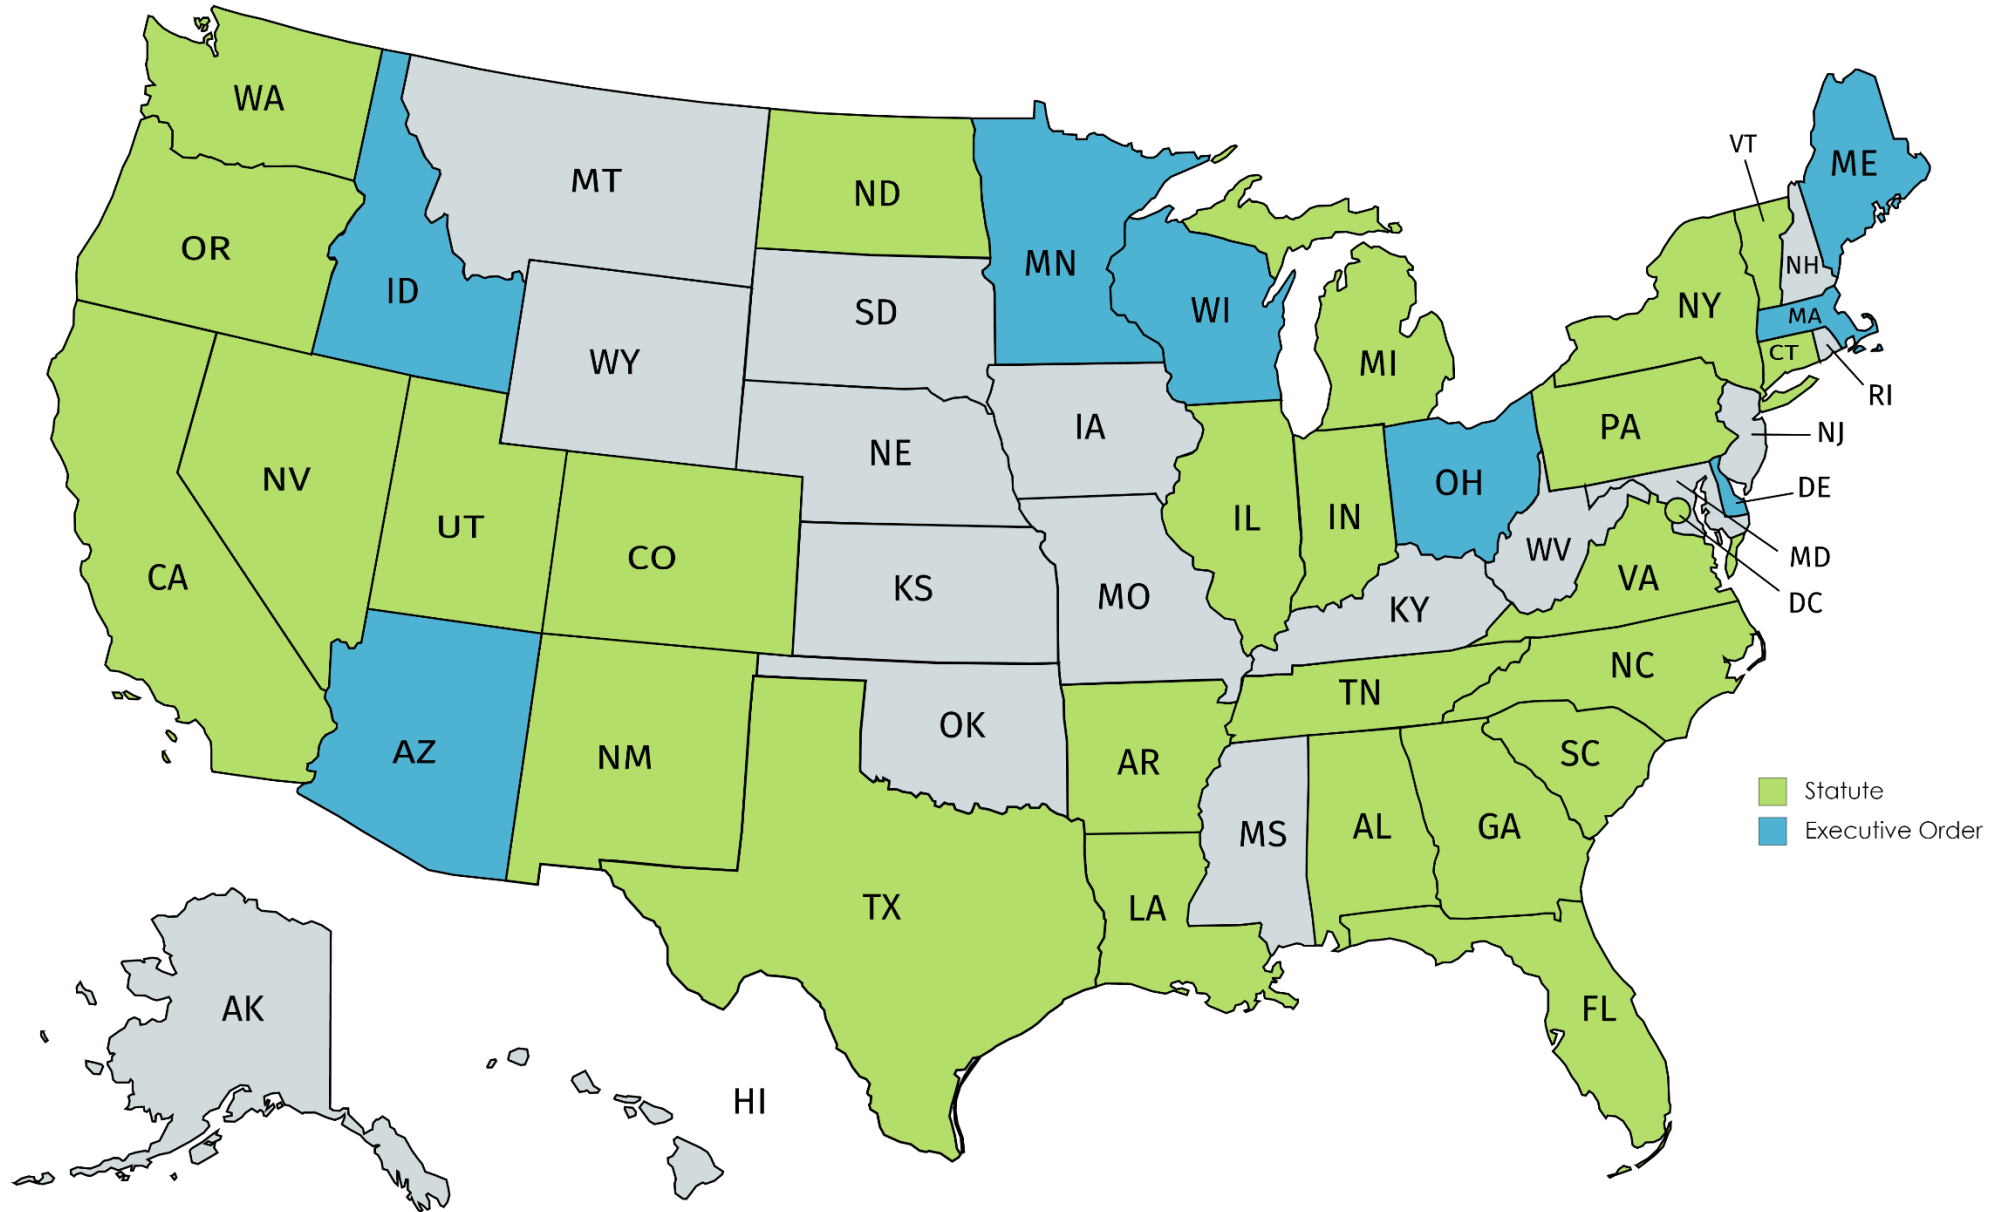 WA
MT
ND
MN
VT
ME
OR
ID
SD
WI
NH
NY
MA
WY
MI
CT
RI
IA
PA
NJ
NE
NV
OH
DE
UT
IL
IN
CO
WV
MD
CA
KS
MO
KY
VA
DC
NC
TN
OK
AZ
NM
AR
SC
Statute
MS
AL
GA
Executive Order
TX
LA
AK
FL
HI